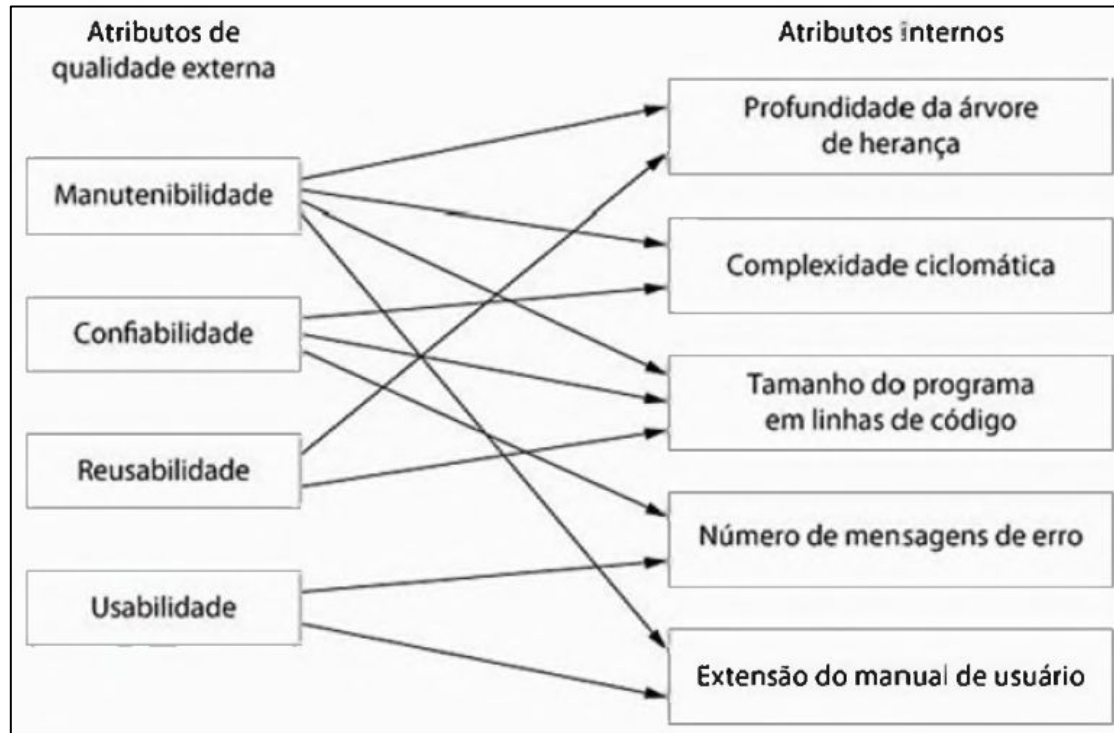 Atributos de
qualidade externa
Atributos internos
Manutenibilidade
Confiabilidade
Reusabilidade
Usabilidade
Profundidade da árvore
de herança
Complexidade ciclomática
Tamanho do programa
em linhas de código
Número de mensagens de erro
Extensão do manual de usuário